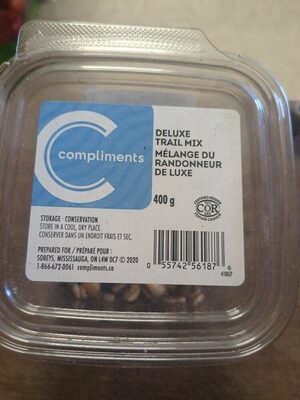 C
compliments
DELUXE
TRAIL MIX
MÉLANGE DU
RANDONNEUR
DE LUXE
400 g
COR
STORAGE · CONSERVATION
STORE IN A COOL, DRY PLACE.
CONSERVER DANS UN ENDROIT FRAIS ET SEC.
PREPARED FOR / PRÉPARÉ POUR :
SOBEYS, MISSISSAUGA, ON L4W 0C7 © 2020
1-866-672-0061 compliments.ca
0 55742 56187 6
41807